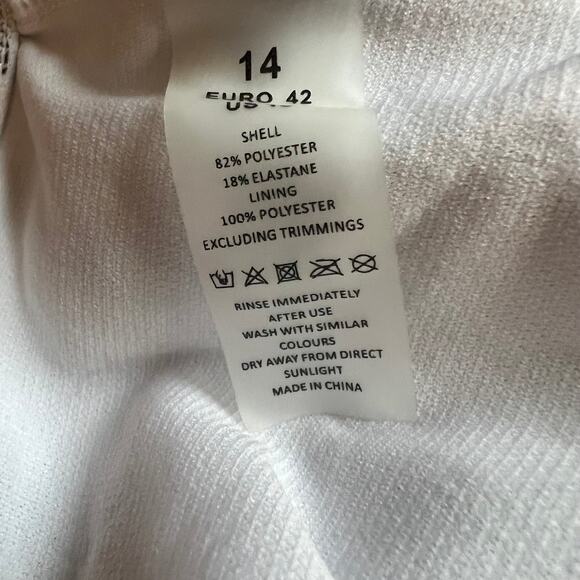 14
EURO 42
US
SHELL
82% POLYESTER
18% ELASTANE
LINING
100% POLYESTER
EXCLUDING TRIMMINGS
RINSE IMMEDIATELY
AFTER USE
WASH WITH SIMILAR
COLOURS
DRY AWAY FROM DIRECT
SUNLIGHT
MADE IN CHINA